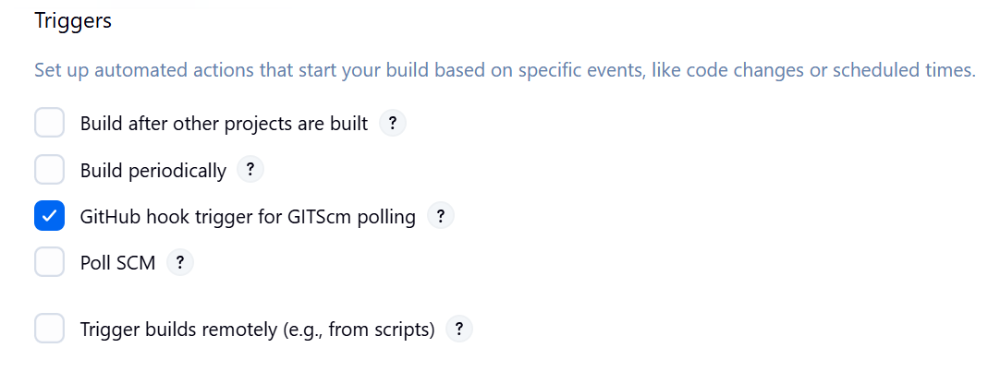 Triggers
Set up automated actions that start your build based on specific events, like code changes or scheduled times.
Build after other projects are built ?
Build periodically ?
GitHub hook trigger for GITScm polling ?
Poll SCM ?
Trigger builds remotely (e.g., from scripts) ?